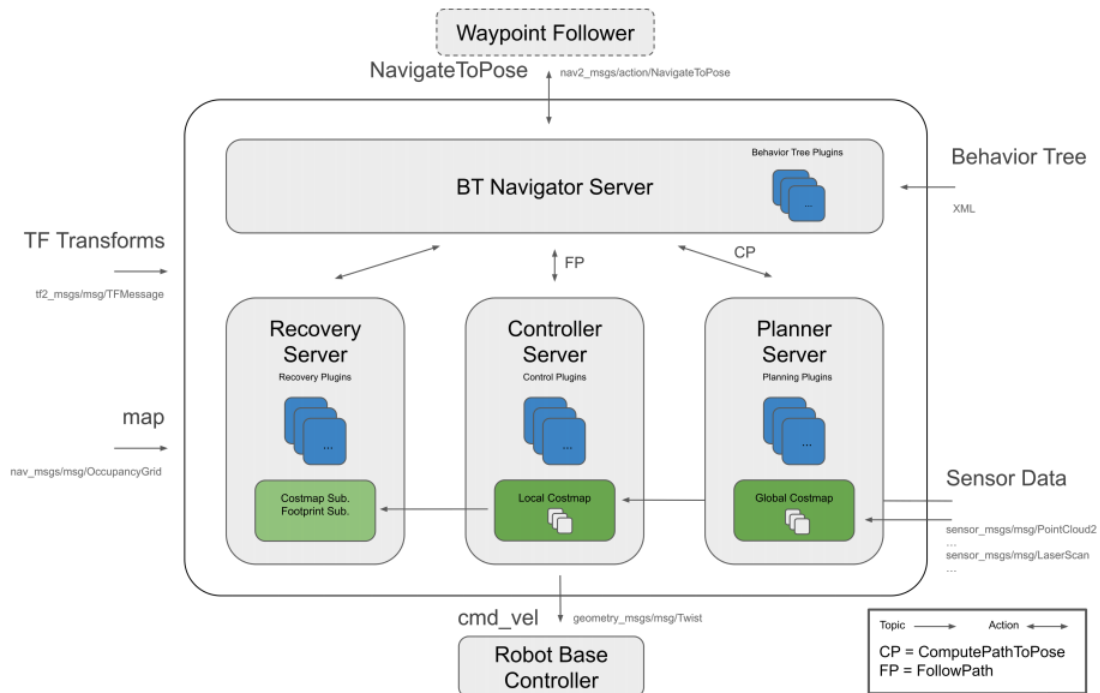 Waypoint Follower
NavigateToPose
nav2_msgs/action/NavigateToPose
Behavior Tree Plugins
BT Navigator Server
...
Behavior Tree
XML
TF Transforms
tf2_msgs/msg/TFMessage
FP
CP
Recovery
Server
Recovery Plugins
...
Controller
Server
Control Plugins
...
Planner
Server
Planning Plugins
...
map
nav_msgs/msg/OccupancyGrid
Costmap Sub.
Footprint Sub.
Local Costmap
Global Costmap
Sensor Data
sensor_msgs/msg/PointCloud2
...
sensor_msgs/msg/LaserScan
...
cmd_vel
geometry_msgs/msg/Twist
Robot Base
Controller
Topic
Action
CP = ComputePathToPose
FP = FollowPath